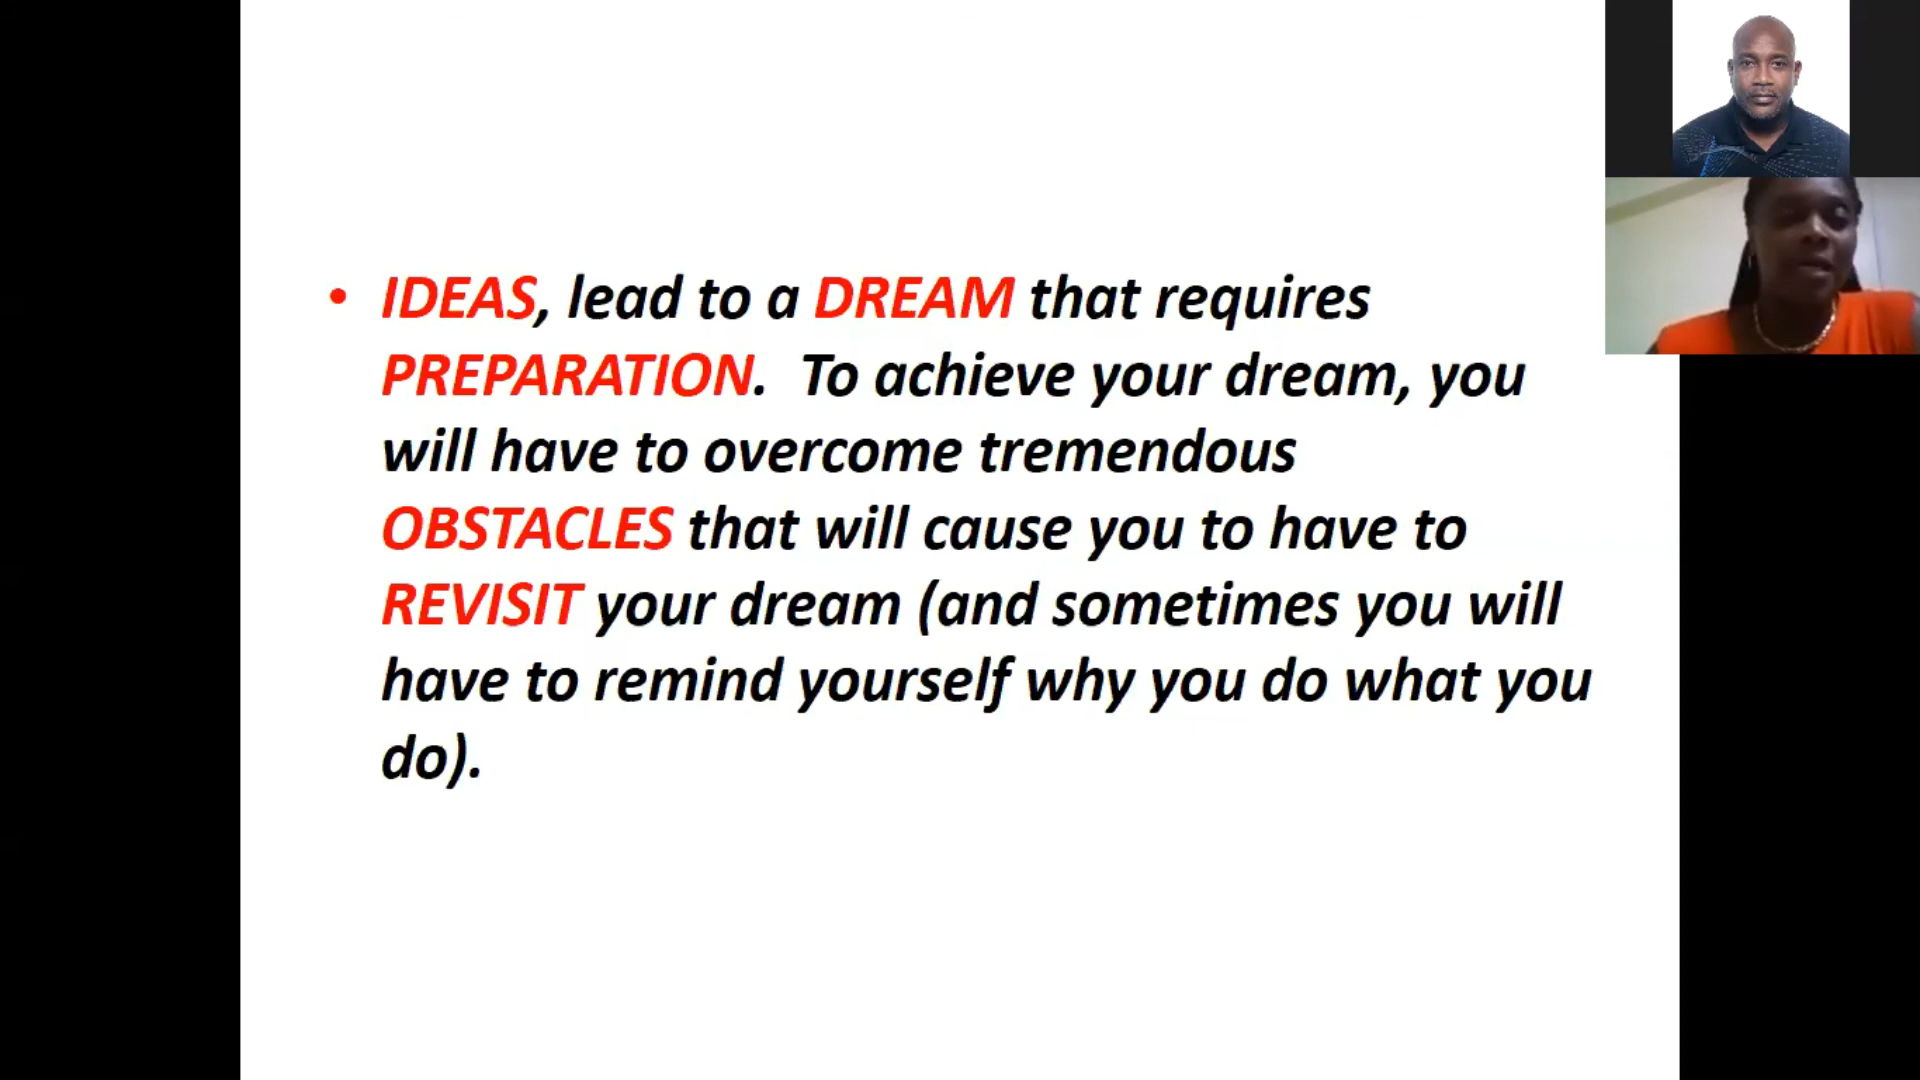 • IDEAS, lead to a DREAM that requires
PREPARATION.  To achieve your dream, you
will have to overcome tremendous
OBSTACLES that will cause you to have to
REVISIT your dream (and sometimes you will
have to remind yourself why you do what you
do).